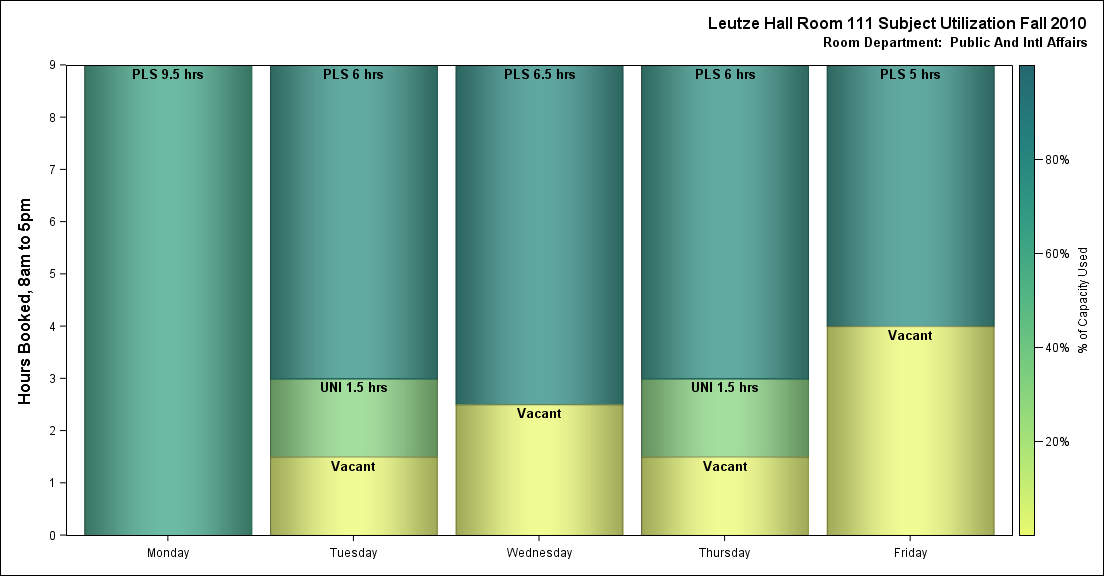 Leutze Hall Room 111 Subject Utilization Fall 2010
Room Department:  Public And Intl Affairs
Hours Booked, 8am to 5pm
9
8
7
6
5
4
3
2
1
0
PLS 9.5 hrs
PLS 6 hrs
UNI 1.5 hrs
Vacant
PLS 6.5 hrs
Vacant
PLS 6 hrs
UNI 1.5 hrs
Vacant
PLS 5 hrs
Vacant
Monday
Tuesday
Wednesday
Thursday
Friday
80%
60%
40%
20%
% of Capacity Used